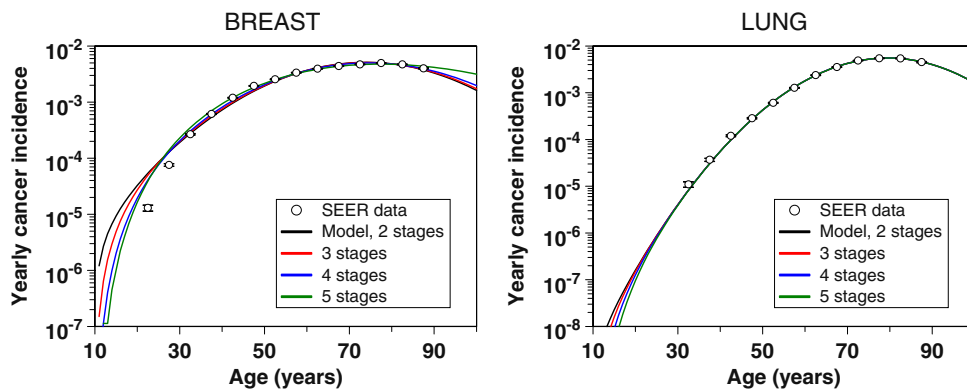 BREAST
Yearly cancer incidence
10-2
10-3
10-4
10-5
10-6
10-7
SEER data
Model, 2 stages
3 stages
4 stages
5 stages
10 30 50 70 90
Age (years)
LUNG
Yearly cancer incidence
10-2
10-3
10-4
10-5
10-6
10-7
10-8
SEER data
Model, 2 stages
3 stages
4 stages
5 stages
10 30 50 70 90
Age (years)